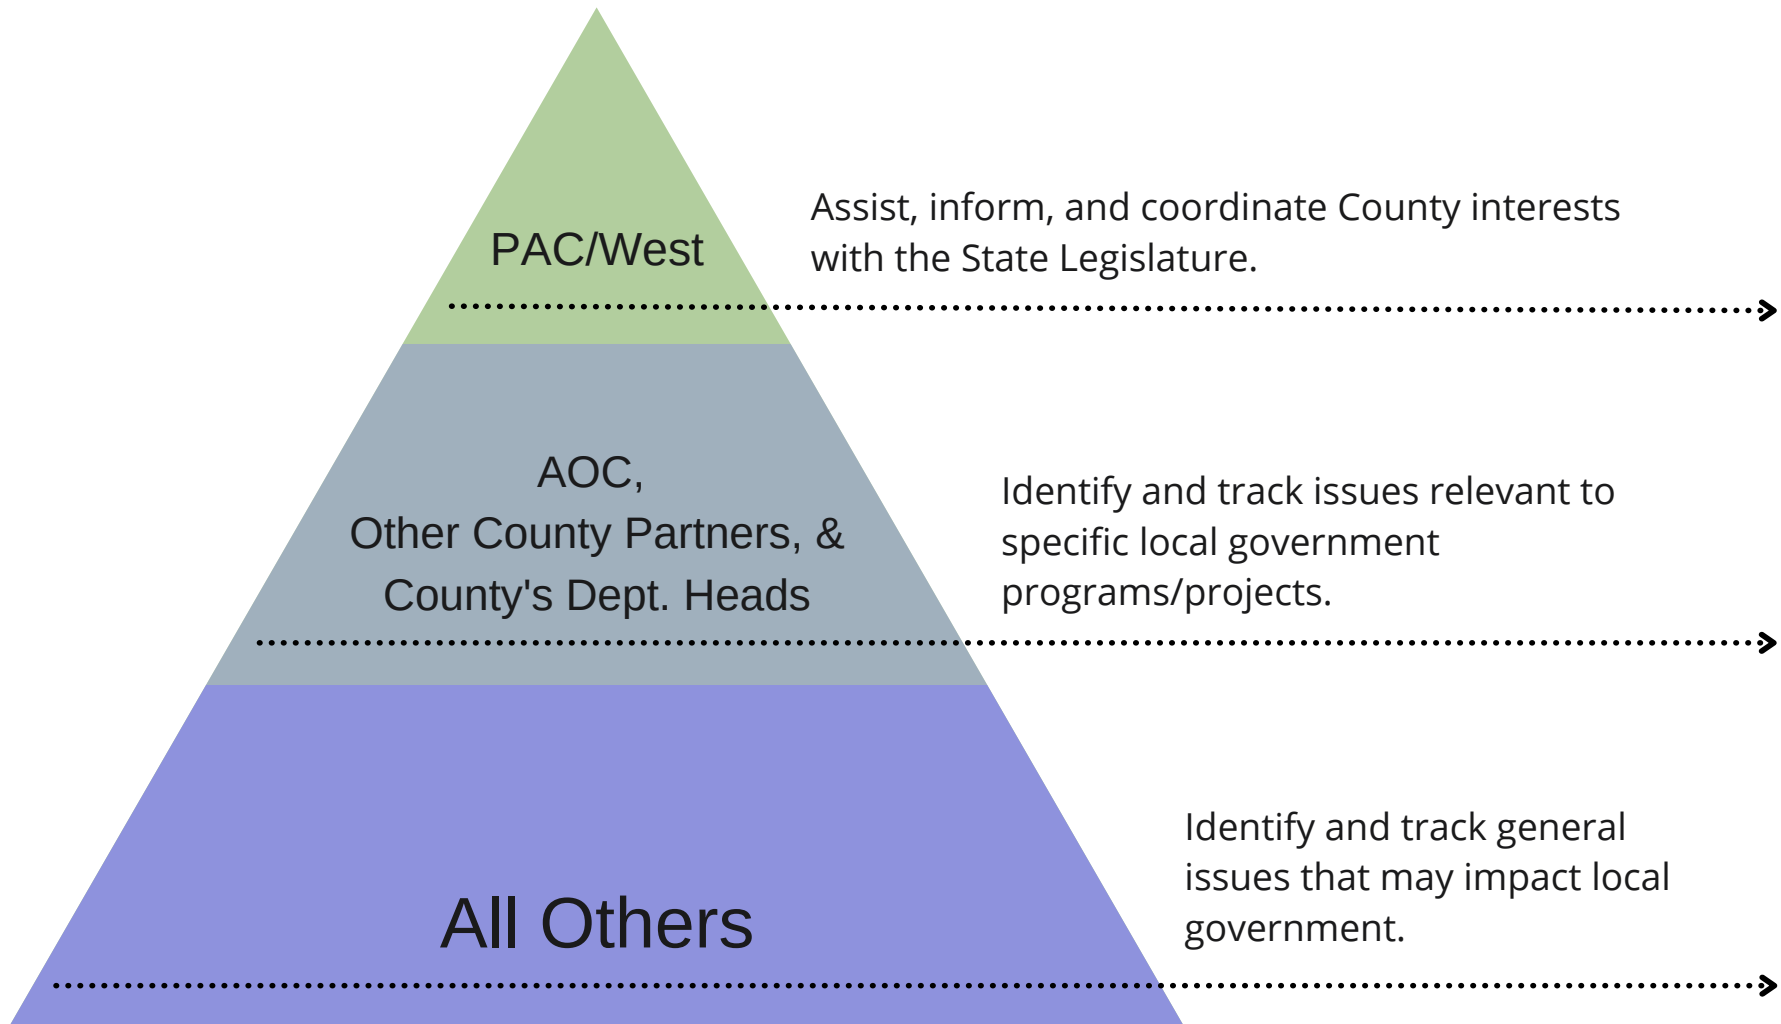 PAC/West
Assist, inform, and coordinate County interests
with the State Legislature.
AOC,
Other County Partners, &
County's Dept. Heads
Identify and track issues relevant to
specific local government
programs/projects.
All Others
Identify and track general
issues that may impact local
government.